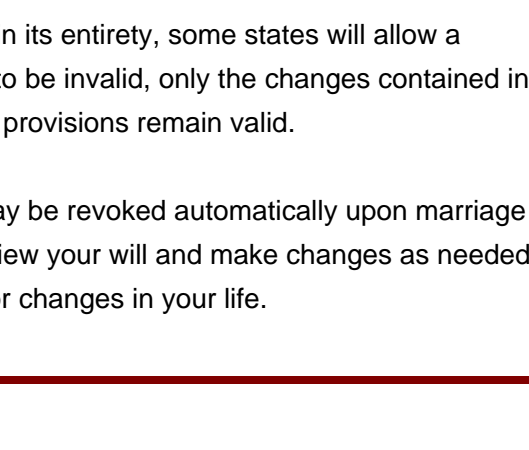 n its entirety, some states will allow a
to be invalid, only the changes contained in
provisions remain valid.
ay be revoked automatically upon marriage
iew your will and make changes as needed
or changes in your life.